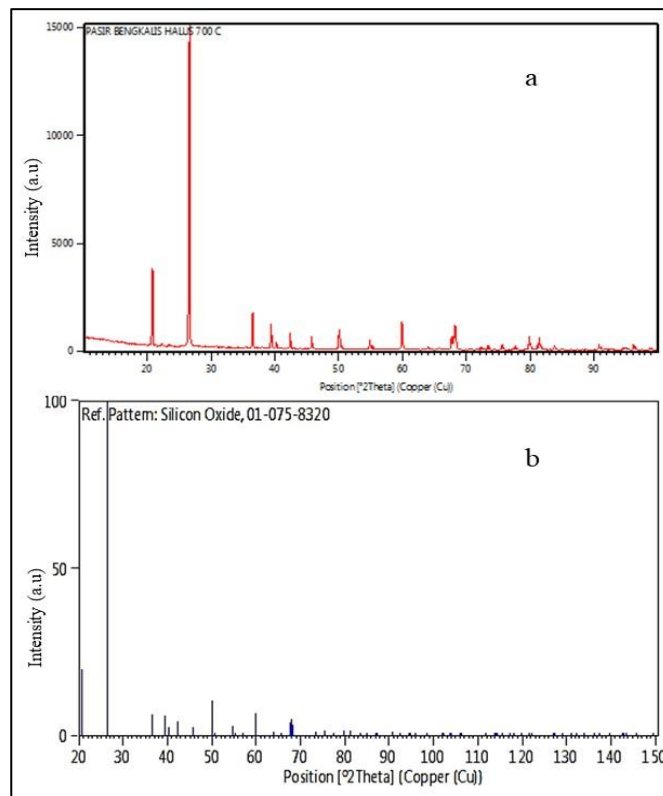 15000
PASIR BENGKALIS HALUS 700 C
a
10000
Intensity (a.u)
5000
0
20 30 40 50 60 70 80 90
Position [°2Theta] (Copper (Cu))
100
Ref. Pattern: Silicon Oxide, 01-075-8320
b
Intensity (a.u)
50
0
20 30 40 50 60 70 80 90 100 110 120 130 140 150
Position [°2Theta] (Copper (Cu))